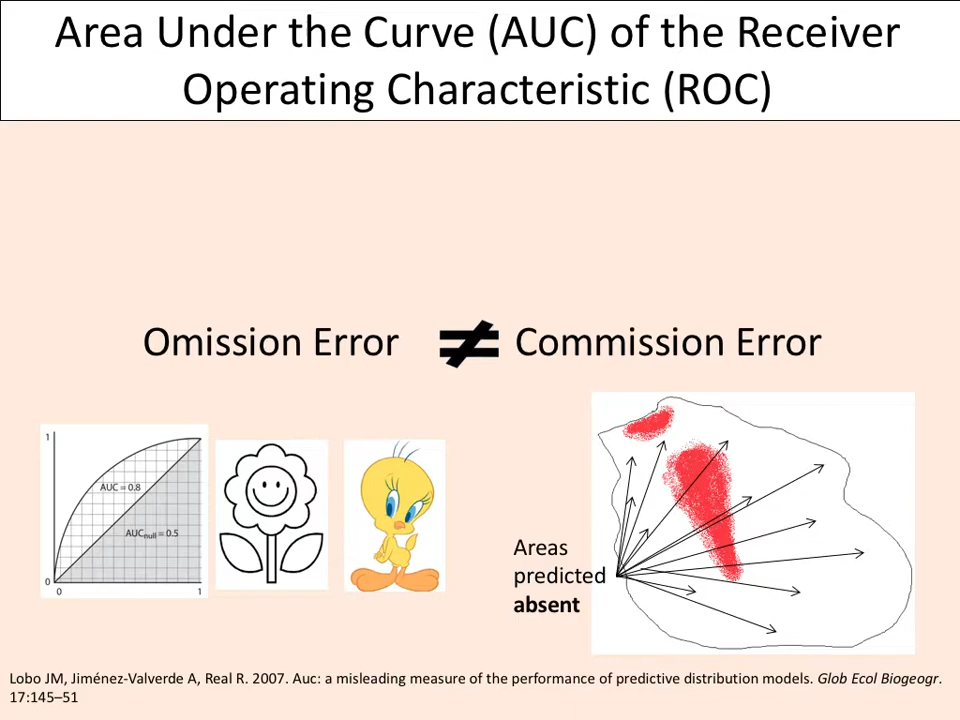 Area Under the Curve (AUC) of the Receiver
Operating Characteristic (ROC)
Omission Error ≠ Commission Error
1
AUC = 0.8
AUCnull = 0.5
0
0 1
Areas
predicted
absent
Lobo JM, Jiménez-Valverde A, Real R. 2007. Auc: a misleading measure of the performance of predictive distribution models. Glob Ecol Biogeogr.
17:145–51